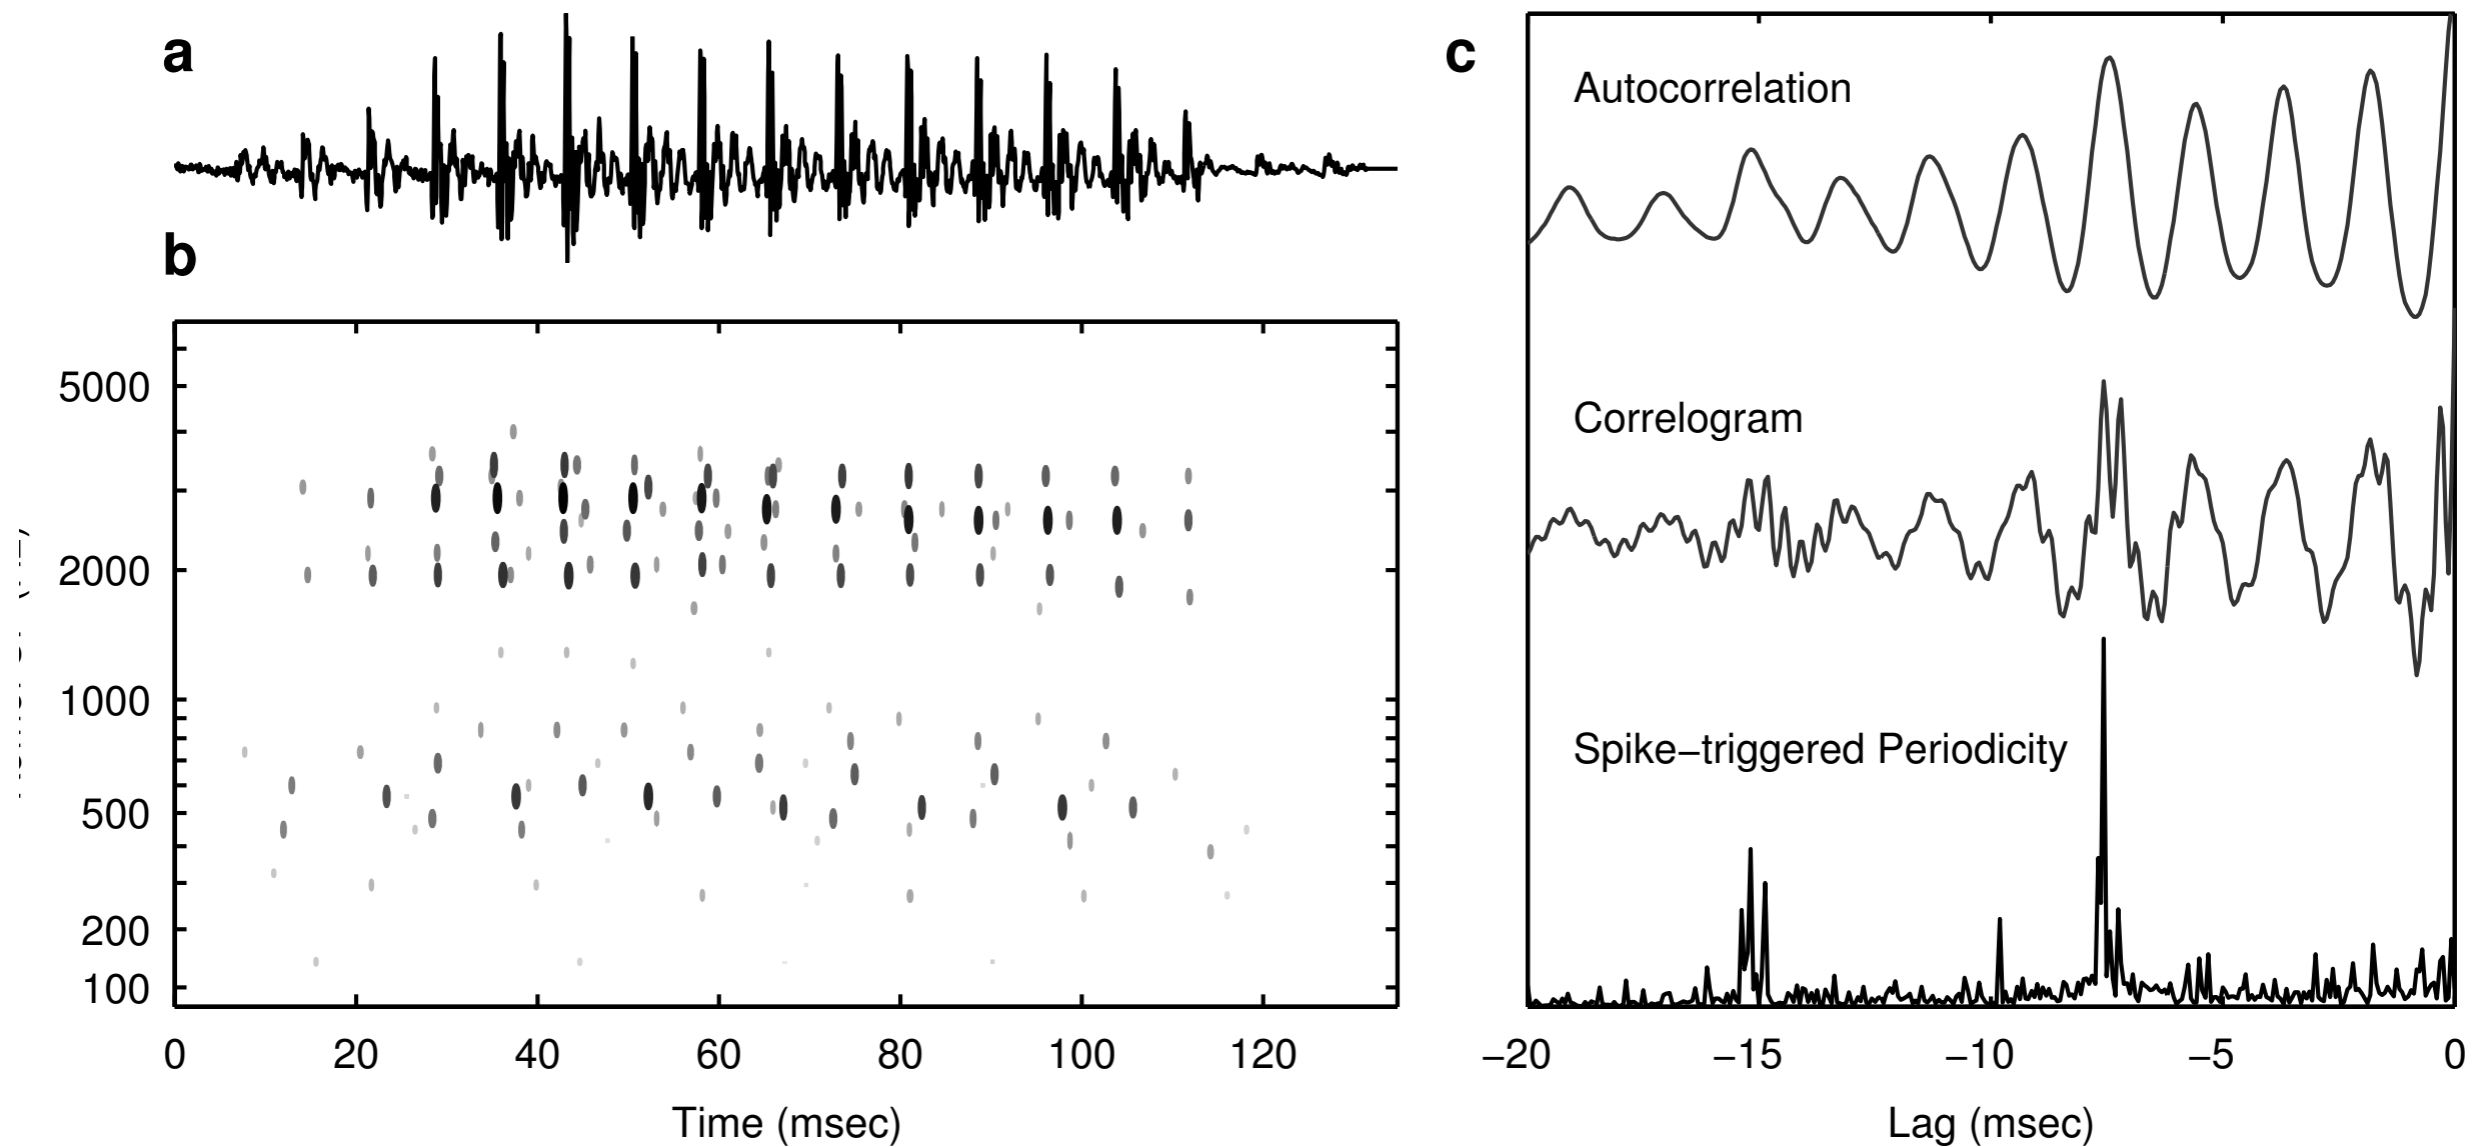 a
b
c
Autocorrelation
Correlogram
Spike−triggered Periodicity
5000
2000
1000
500
200
100
0 20 40 60 80 100 120
Time (msec)
−20 −15 −10 −5 0
Lag (msec)